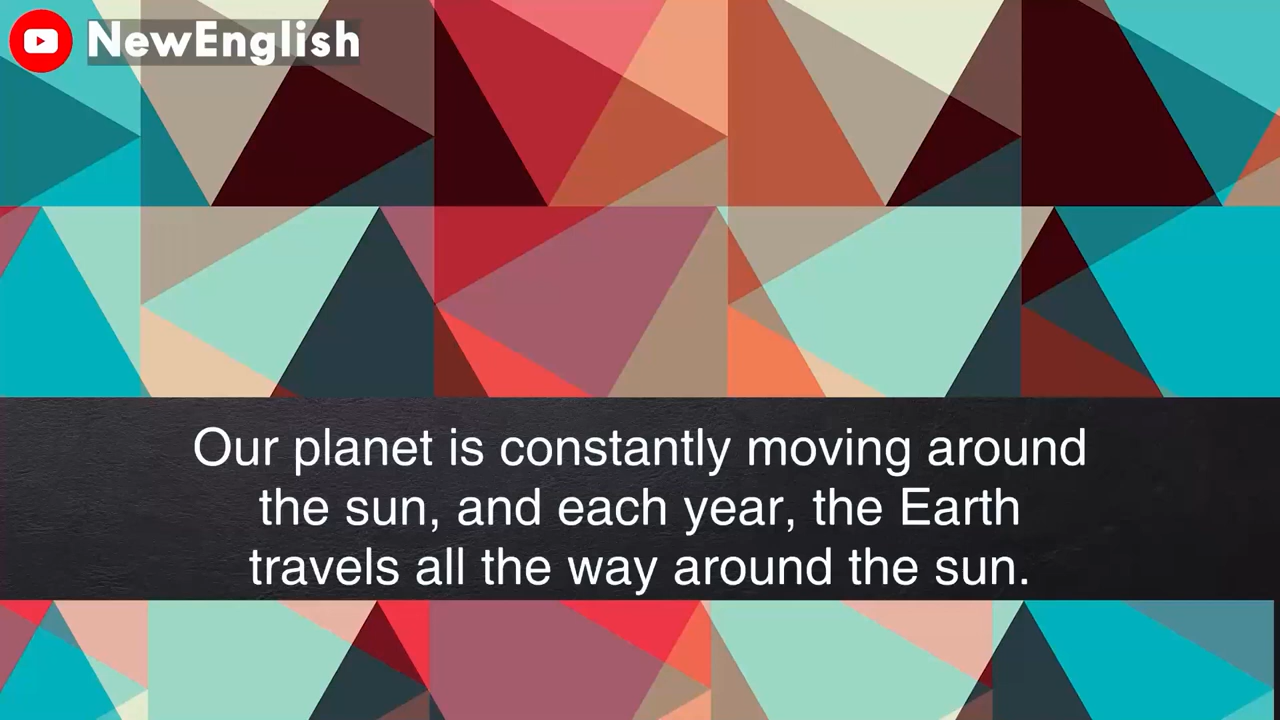 NewEnglish
Our planet is constantly moving around
the sun, and each year, the Earth
travels all the way around the sun.